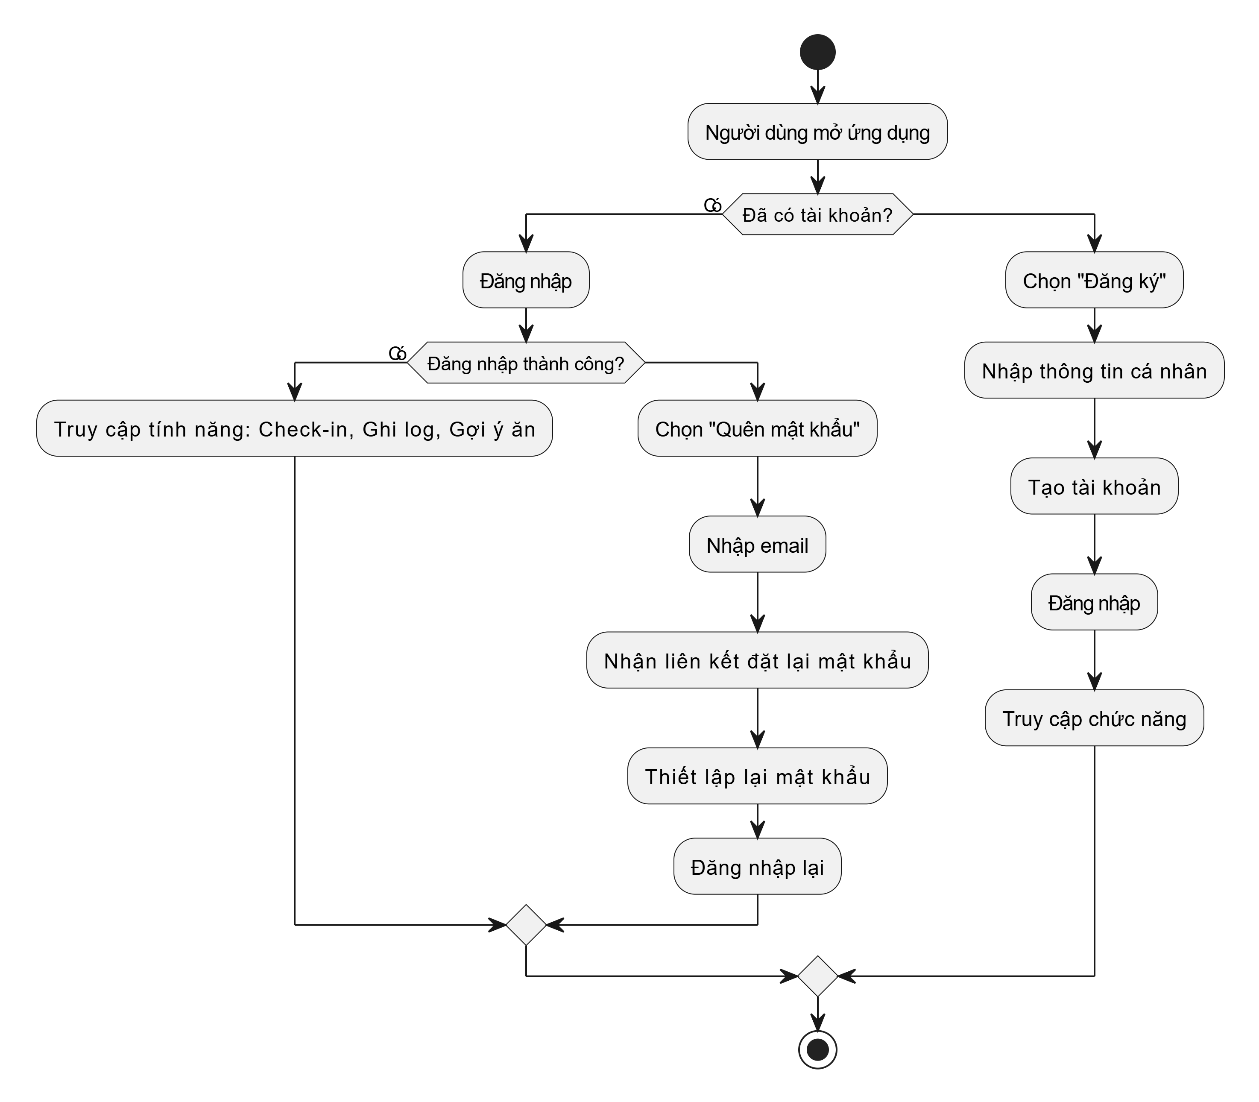 Người dùng mở ứng dụng
Đã có tài khoản?
Có
Đăng nhập
Đăng nhập thành công?
Có
Truy cập tính năng: Check-in, Ghi log, Gợi ý ăn
Chọn "Quên mật khẩu"
Nhập email
Nhận liên kết đặt lại mật khẩu
Thiết lập lại mật khẩu
Đăng nhập lại
Chọn "Đăng ký"
Nhập thông tin cá nhân
Tạo tài khoản
Đăng nhập
Truy cập chức năng